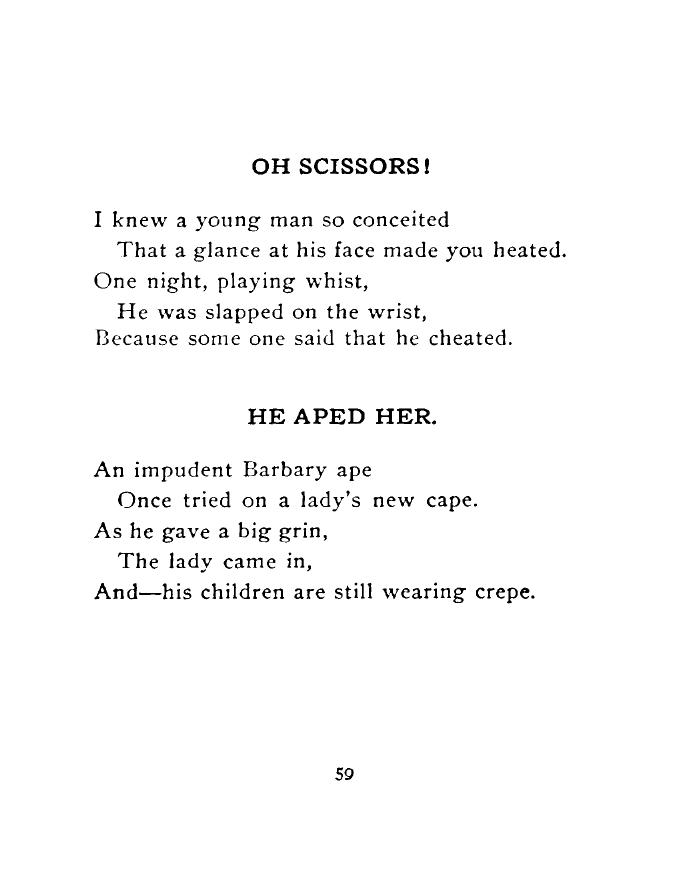 OH SCISSORS!
I knew a young man so conceited
That a glance at his face made you heated.
One night, playing whist,
He was slapped on the wrist,
Because some one said that he cheated.
HE APED HER.
An impudent Barbary ape
Once tried on a lady's new cape.
As he gave a big grin,
The lady came in,
And—his children are still wearing crepe.
59